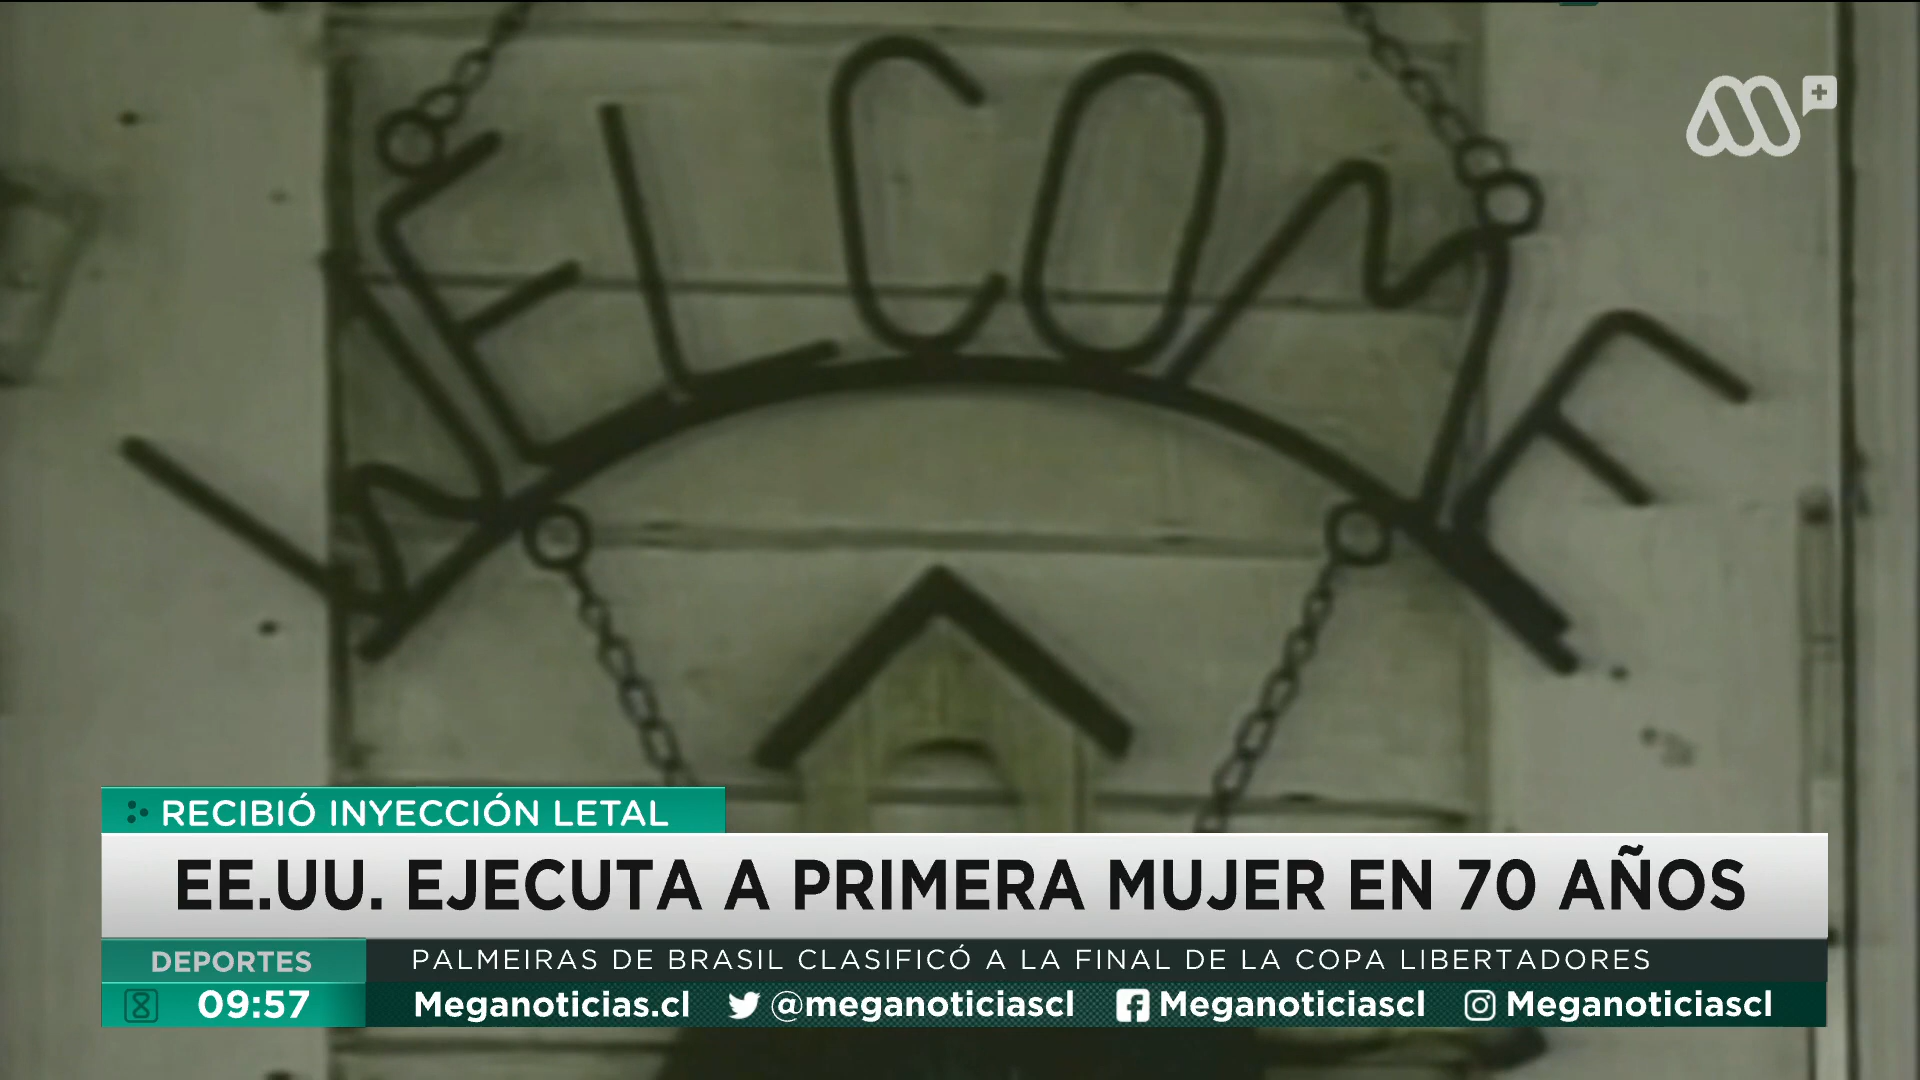 WELCOME
RECIBIÓ INYECCIÓN LETAL
EE.UU. EJECUTA A PRIMERA MUJER EN 70 AÑOS
DEPORTES
PALMEIRAS DE BRASIL CLASIFICÓ A LA FINAL DE LA COPA LIBERTADORES
09:57
Meganoticias.cl @meganoticiascl Meganoticiascl Meganoticiascl